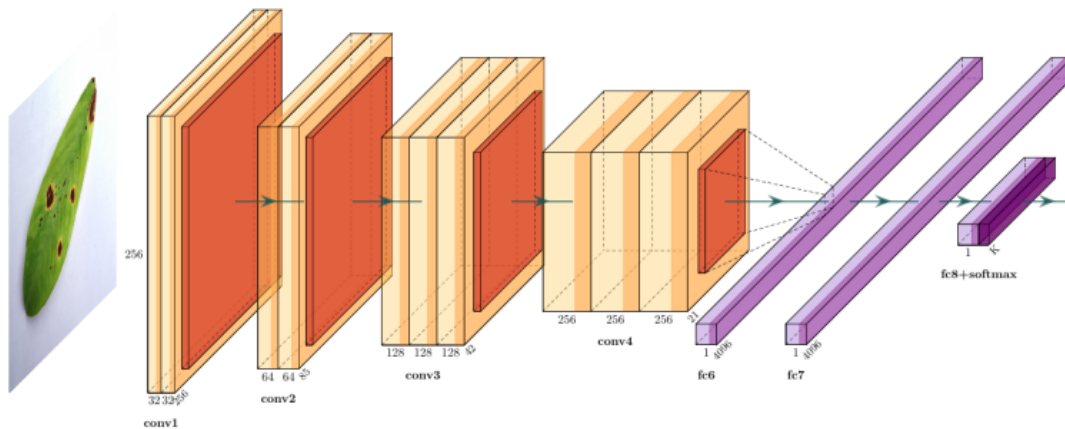 256
32 32 256
conv1
64 64 85
conv2
128 128 128 42
conv3
256 256 256 21
conv4
1 4096
fc6
1 4096
fc7
1 K
fc8+softmax